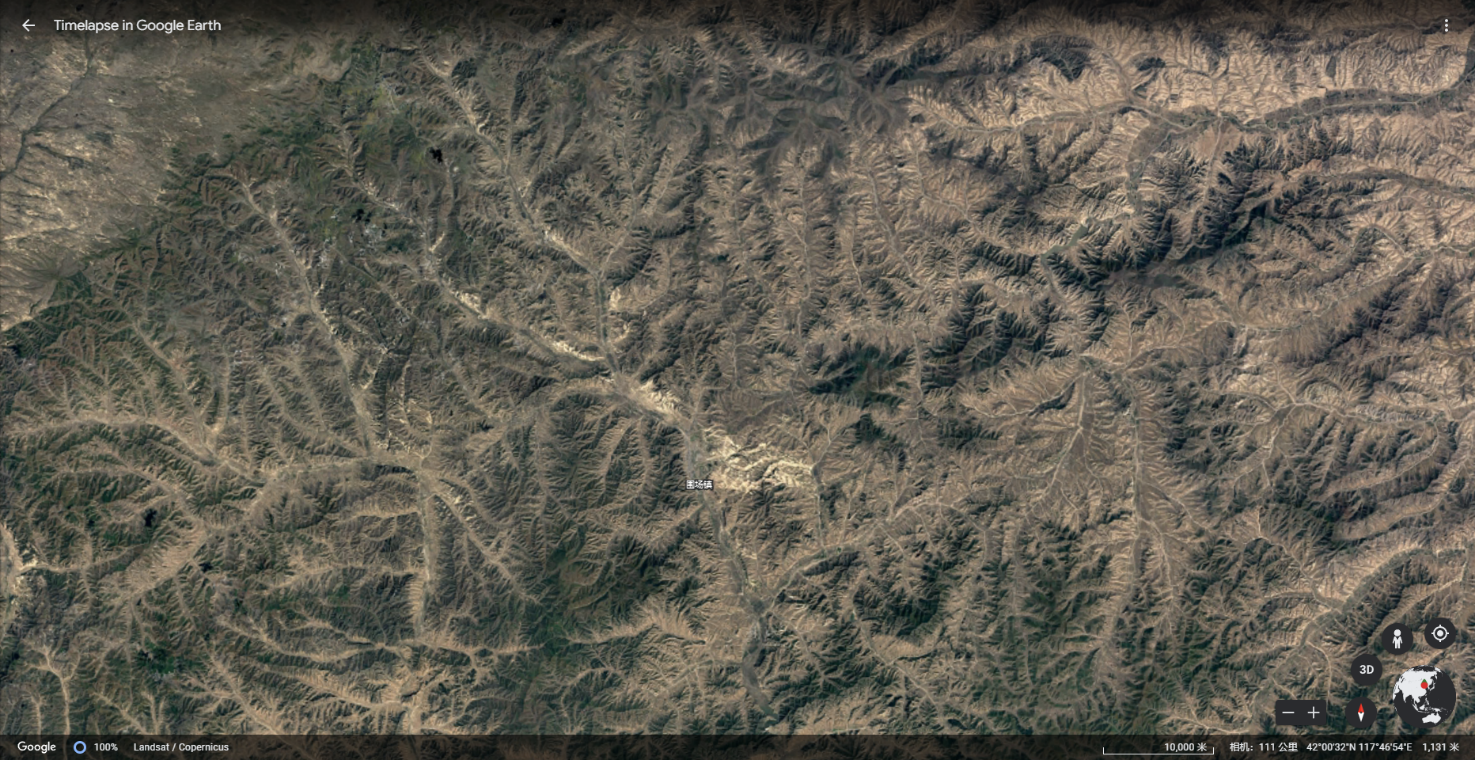 Timelapse in Google Earth
围场镇
3D
Google 100% Landsat / Copernicus 10,000 米 相机：111 公里 42°00'32"N 117°46'54"E 1,131 米